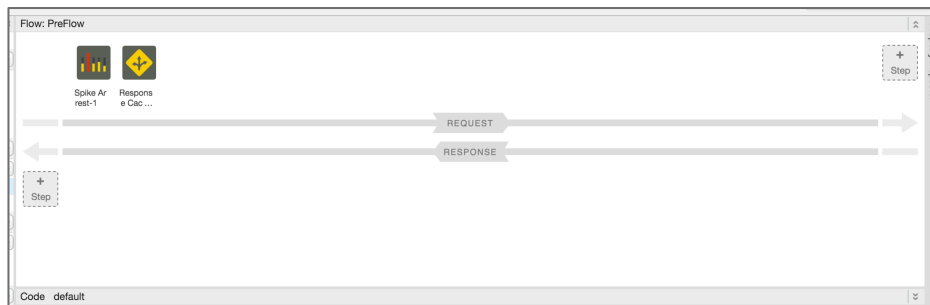 Flow: PreFlow
+
Step
Spike Ar
rest-1
Respons
e Cac ...
REQUEST
RESPONSE
+
Step
Code default